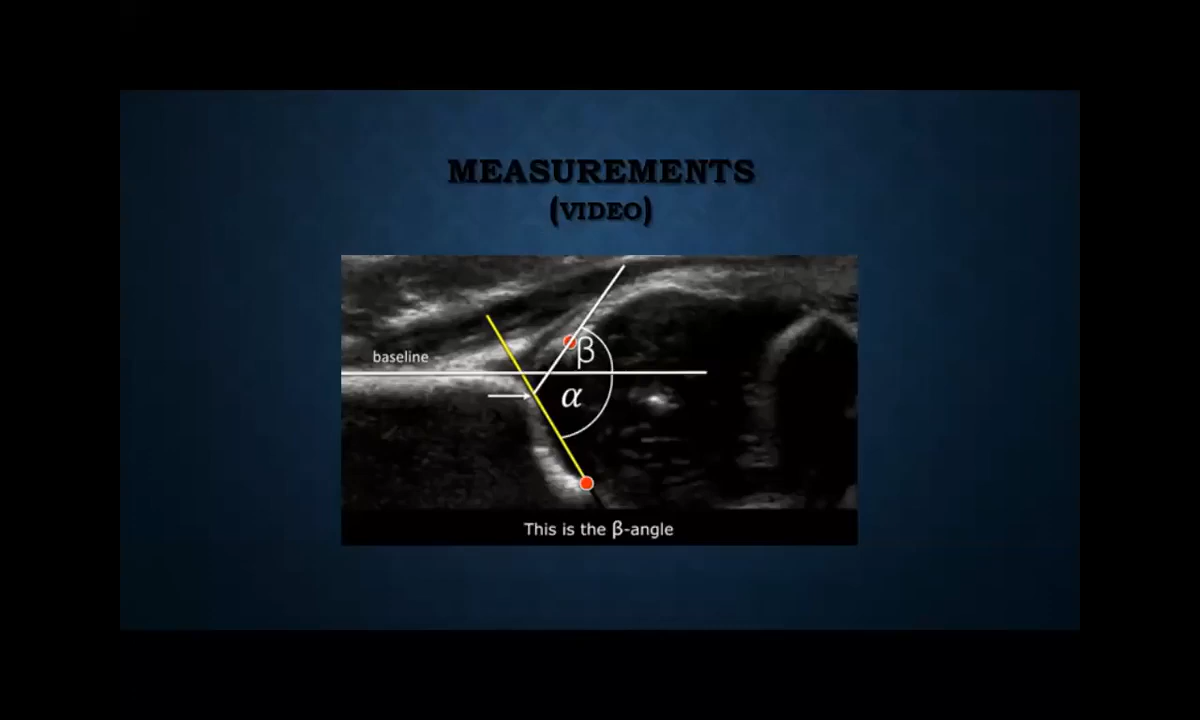 MEASUREMENTS
(VIDEO)
baseline
β
α
This is the β-angle